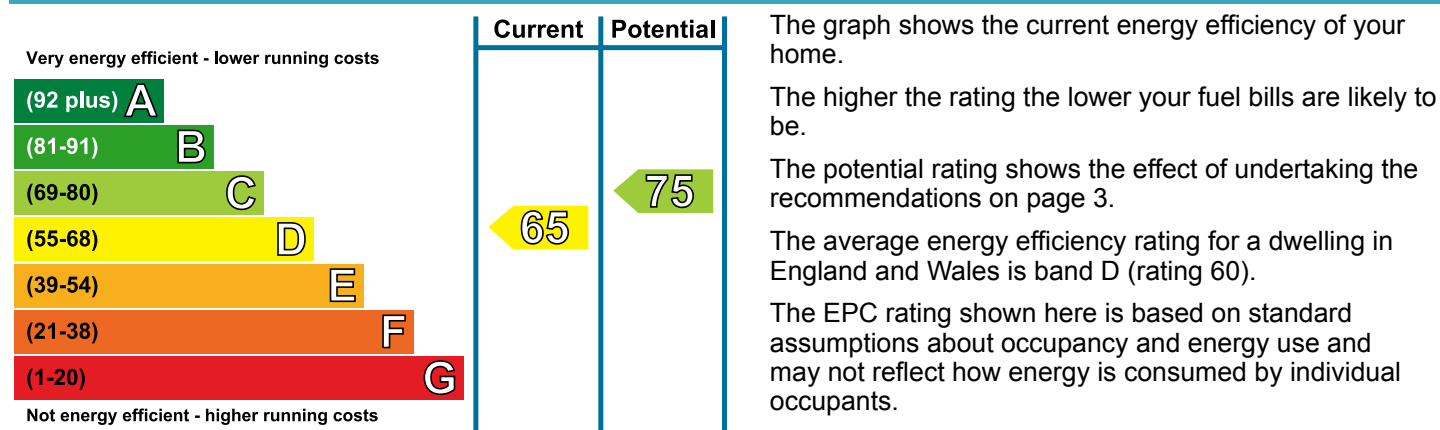 Current Potential
Very energy efficient - lower running costs
(92 plus) A
(81-91) B
(69-80) C
(55-68) D
(39-54) E
(21-38) F
(1-20) G
Not energy efficient - higher running costs
65
75
The graph shows the current energy efficiency of your
home.
The higher the rating the lower your fuel bills are likely to
be.
The potential rating shows the effect of undertaking the
recommendations on page 3.
The average energy efficiency rating for a dwelling in
England and Wales is band D (rating 60).
The EPC rating shown here is based on standard
assumptions about occupancy and energy use and
may not reflect how energy is consumed by individual
occupants.